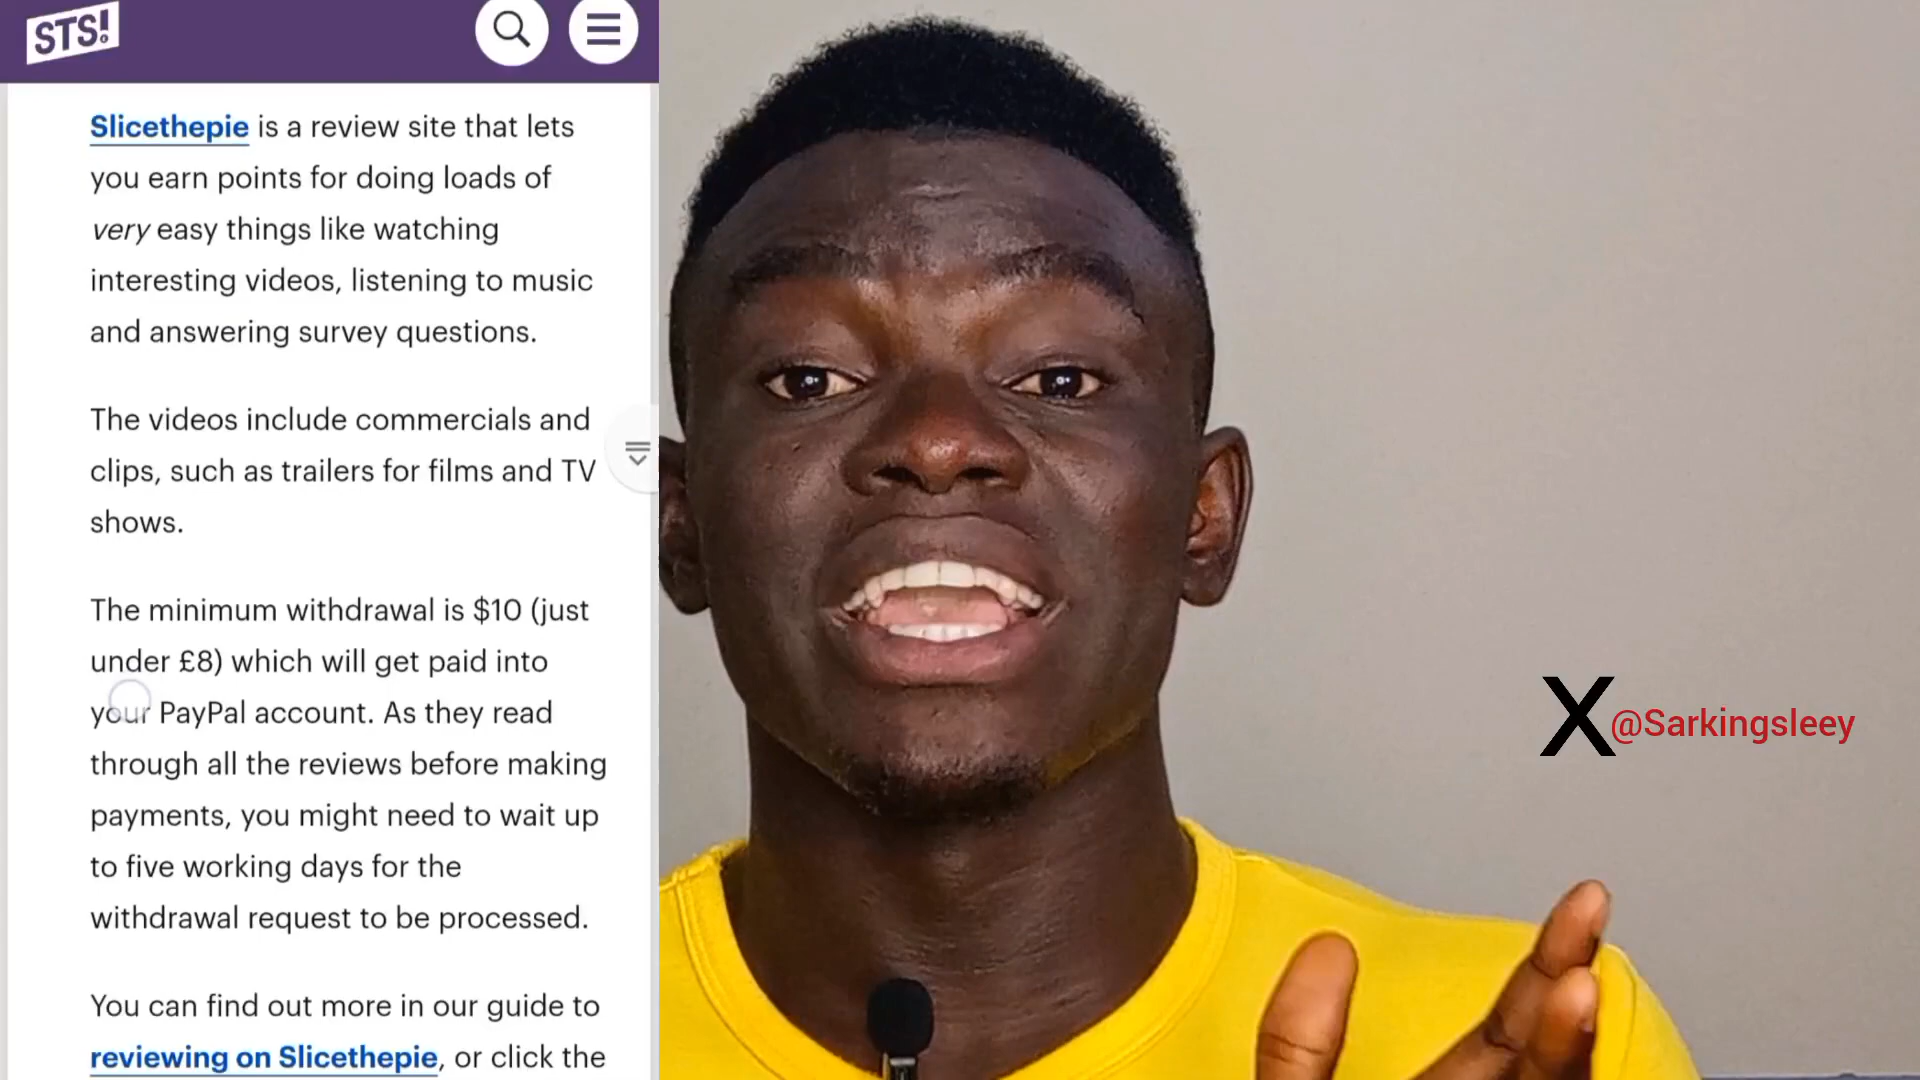 STS!
Slicethepie is a review site that lets
you earn points for doing loads of
very easy things like watching
interesting videos, listening to music
and answering survey questions.
The videos include commercials and
clips, such as trailers for films and TV
shows.
The minimum withdrawal is $10 (just
under £8) which will get paid into
your PayPal account. As they read
through all the reviews before making
payments, you might need to wait up
to five working days for the
withdrawal request to be processed.
You can find out more in our guide to
reviewing on Slicethepie, or click the
X@Sarkingsleey